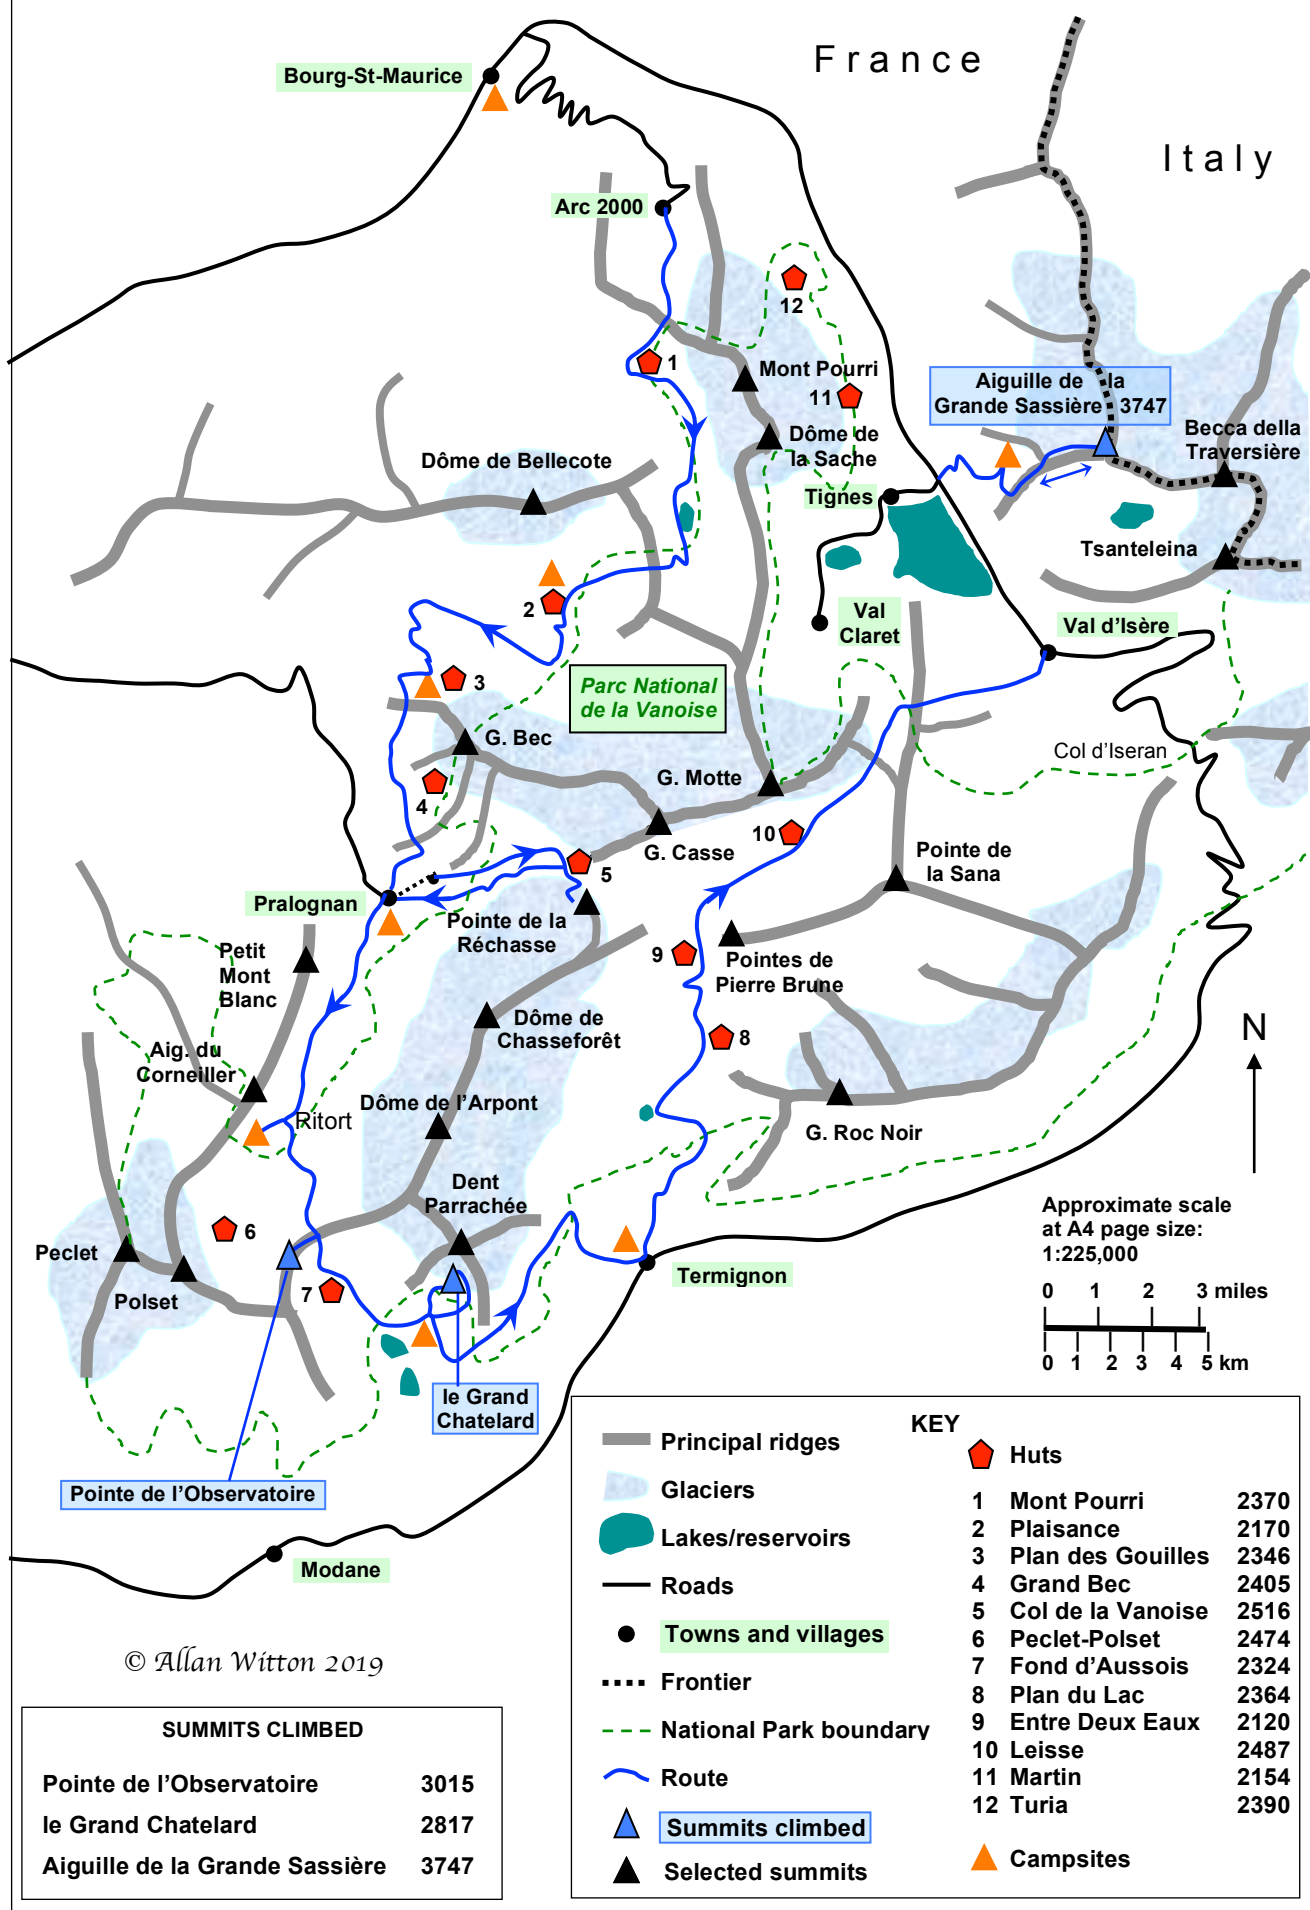 France
Italy
Bourg-St-Maurice
Arc 2000
12
1
Mont Pourri
11
Aiguille de la
Grande Sassière 3747
Dôme de
la Sache
Becca della
Traversière
Dôme de Bellecote
Tignes
Tsanteleina
2
Val
Claret
Val d'Isère
3
Parc National
de la Vanoise
G. Bec
Col d'Iseran
G. Motte
4
10
G. Casse
5
Pointe de
la Sana
Pralognan
Pointe de la
Réchasse
Petit
Mont
Blanc
9
Pointes de
Pierre Brune
Dôme de
Chasseforêt
8
N
Aig. du
Corneiller
Dôme de l'Arpont
Ritort
G. Roc Noir
Dent
Parrachée
6
Peclet
Polset
7
Termignon
Approximate scale
at A4 page size:
1:225,000
0 1 2 3 miles
0 1 2 3 4 5 km
le Grand
Chatelard
Pointe de l'Observatoire
Modane
© Allan Witton 2019
SUMMITS CLIMBED
Pointe de l'Observatoire 3015
le Grand Chatelard 2817
Aiguille de la Grande Sassière 3747
KEY
Principal ridges
Glaciers
Lakes/reservoirs
Roads
Towns and villages
Frontier
National Park boundary
Route
Summits climbed
Selected summits
Huts
1 Mont Pourri 2370
2 Plaisance 2170
3 Plan des Gouilles 2346
4 Grand Bec 2405
5 Col de la Vanoise 2516
6 Peclet-Polset 2474
7 Fond d'Aussois 2324
8 Plan du Lac 2364
9 Entre Deux Eaux 2120
10 Leisse 2487
11 Martin 2154
12 Turia 2390
Campsites